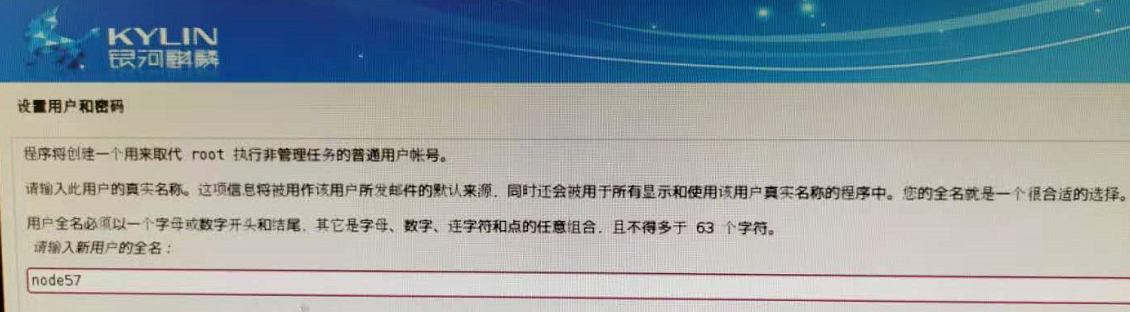 KYLIN
银河麒麟
设置用户和密码
程序将创建一个用来取代 root 执行非管理任务的普通用户帐号。
请输入此用户的真实名称。这项信息将被用作该用户所发邮件的默认来源，同时还会被用于所有显示和使用该用户真实名称的程序中。您的全名就是一个很合适的选择。
用户全名必须以一个字母或数字开头和结尾，其它是字母、数字、连字符和点的任意组合，且不得多于 63 个字符。
请输入新用户的全名：
node57